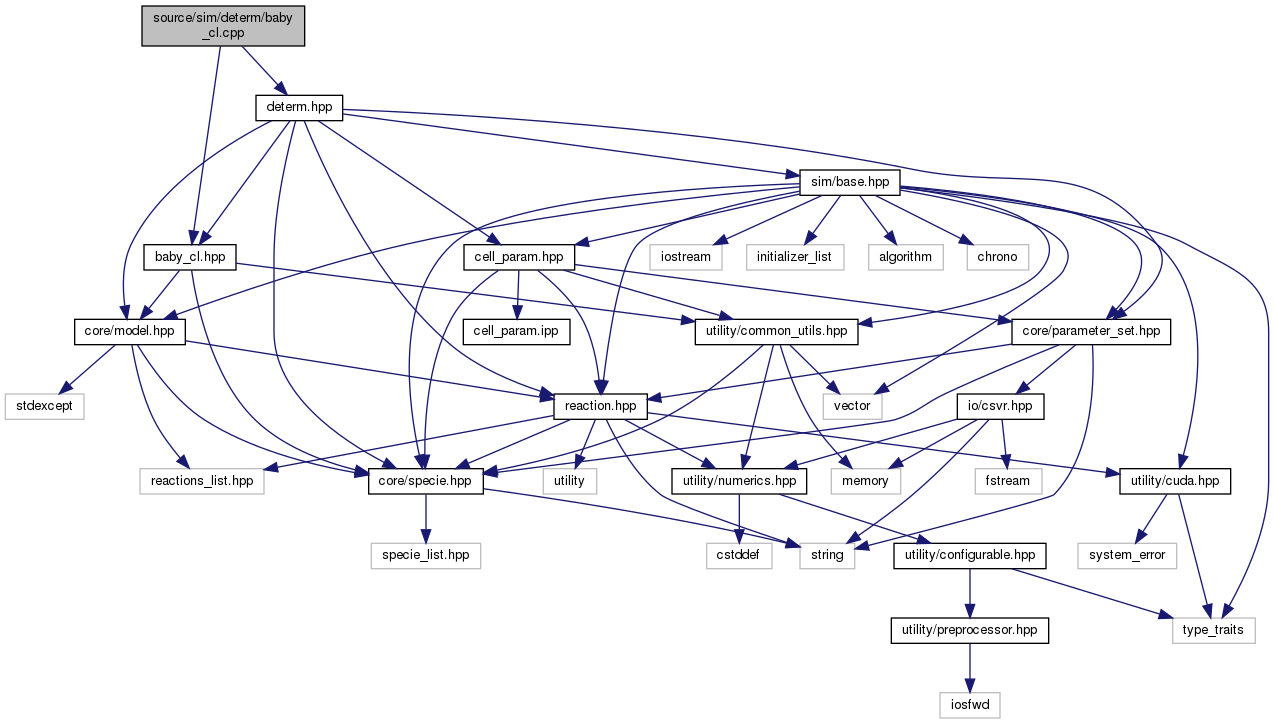 source/sim/determ/baby
_cl.cpp
determ.hpp
sim/base.hpp
baby_cl.hpp
cell_param.hpp
iostream
initializer_list
algorithm
chrono
core/model.hpp
cell_param.ipp
utility/common_utils.hpp
core/parameter_set.hpp
stdexcept
reaction.hpp
vector
io/csvr.hpp
reactions_list.hpp
core/specie.hpp
utility
utility/numerics.hpp
memory
fstream
utility/cuda.hpp
specie_list.hpp
cstddef
string
utility/configurable.hpp
system_error
utility/preprocessor.hpp
type_traits
iosfwd